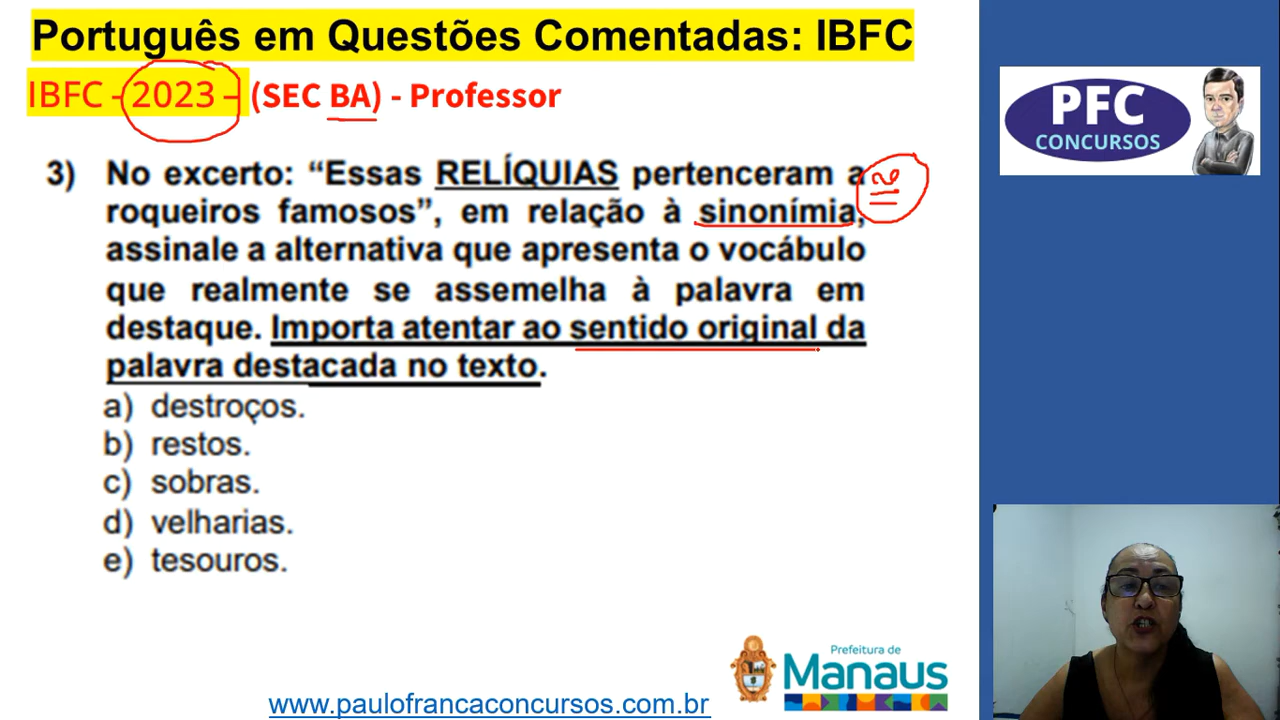 Português em Questões Comentadas: IBFC
IBFC - 2023 - (SEC BA) - Professor
PFC
CONCURSOS
3) No excerto: “Essas RELÍQUIAS pertenceram a
roqueiros famosos”, em relação à sinonímia,
assinale a alternativa que apresenta o vocábulo
que realmente se assemelha à palavra em
destaque. Importa atentar ao sentido original da
palavra destacada no texto.
a) destroços.
b) restos.
c) sobras.
d) velharias.
e) tesouros.
Prefeitura de
Manaus
www.paulofrancaconcursos.com.br